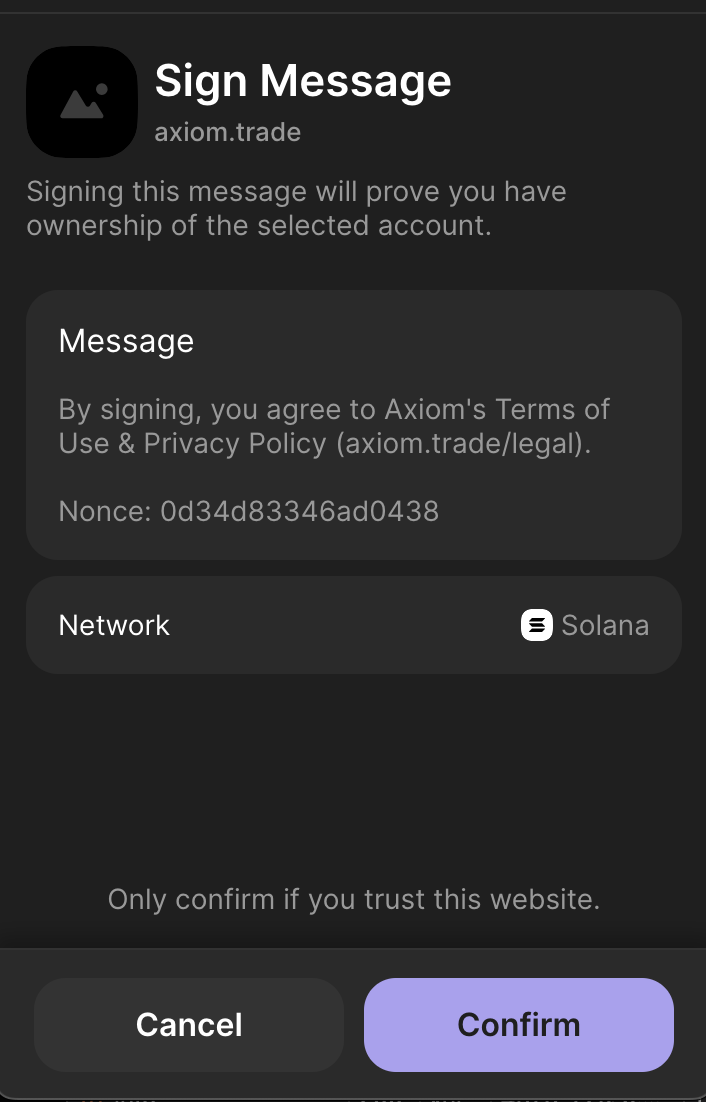 Sign Message
axiom.trade
Signing this message will prove you have
ownership of the selected account.
Message
By signing, you agree to Axiom's Terms of
Use & Privacy Policy (axiom.trade/legal).
Nonce: 0d34d83346ad0438
Network
Solana
Only confirm if you trust this website.
Cancel
Confirm